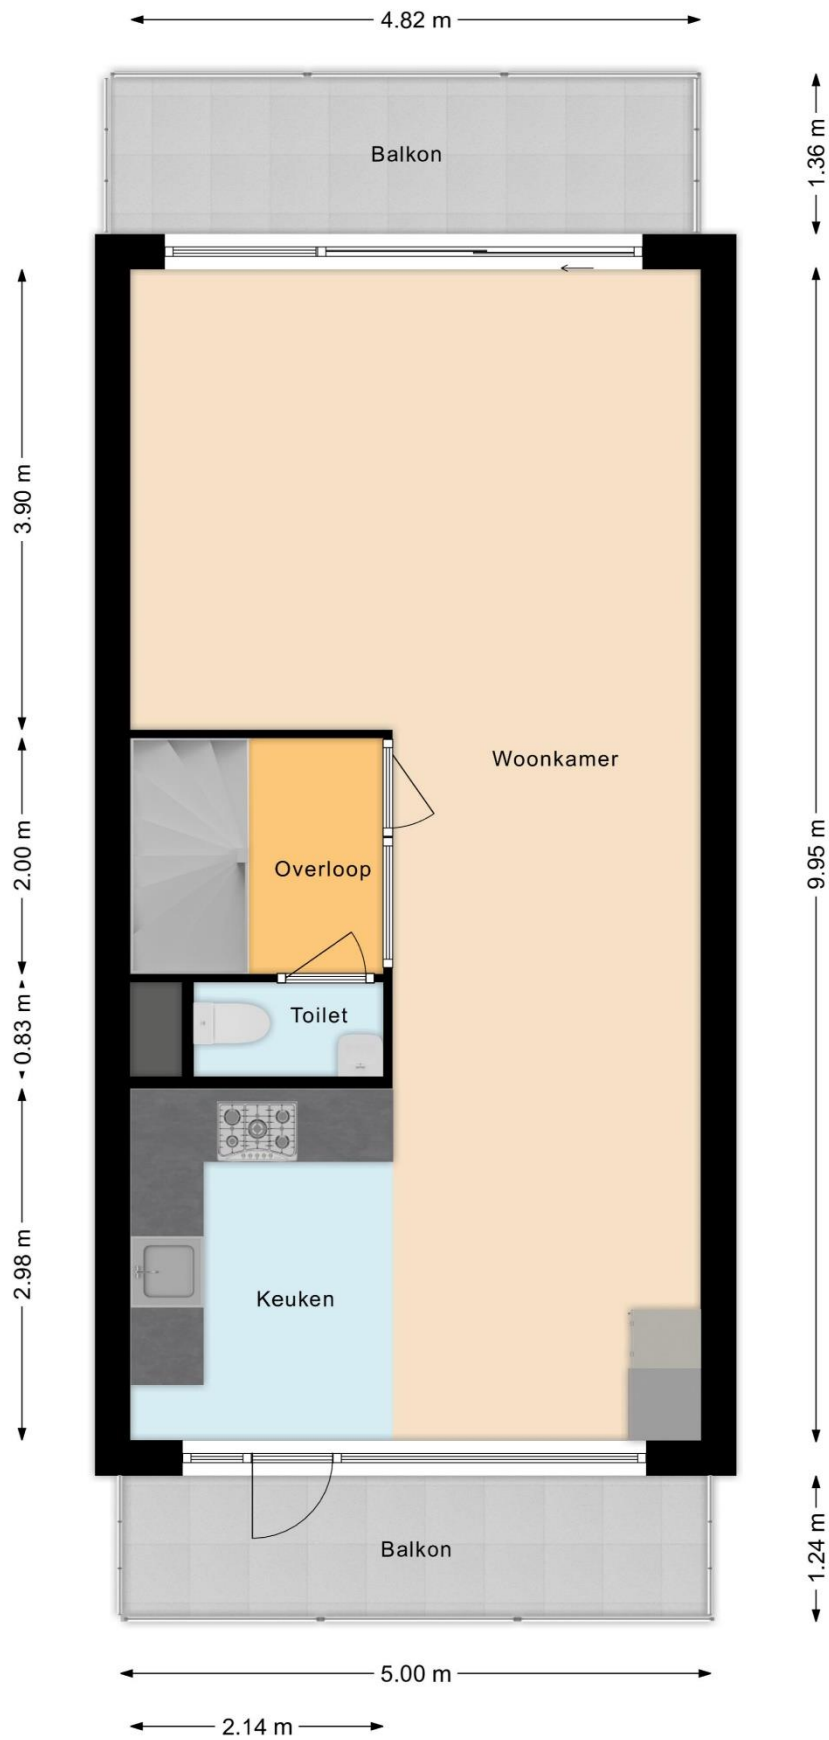 4.82 m
Balkon
1.36 m
3.90 m
Woonkamer
2.00 m
Overloop
9.95 m
0.83 m
Toilet
2.98 m
Keuken
Balkon
1.24 m
5.00 m
2.14 m